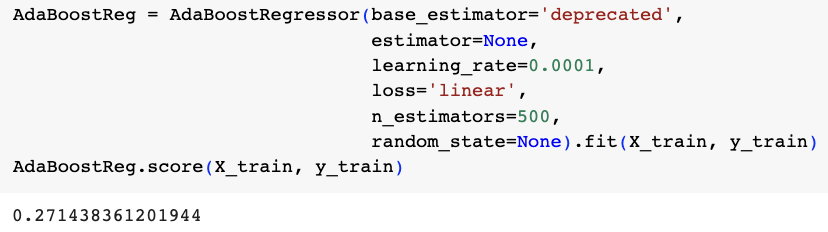 AdaBoostReg = AdaBoostRegressor(base_estimator='deprecated',
estimator=None,
learning_rate=0.0001,
loss='linear',
n_estimators=500,
random_state=None).fit(X_train, y_train)
AdaBoostReg.score(X_train, y_train)
0.271438361201944